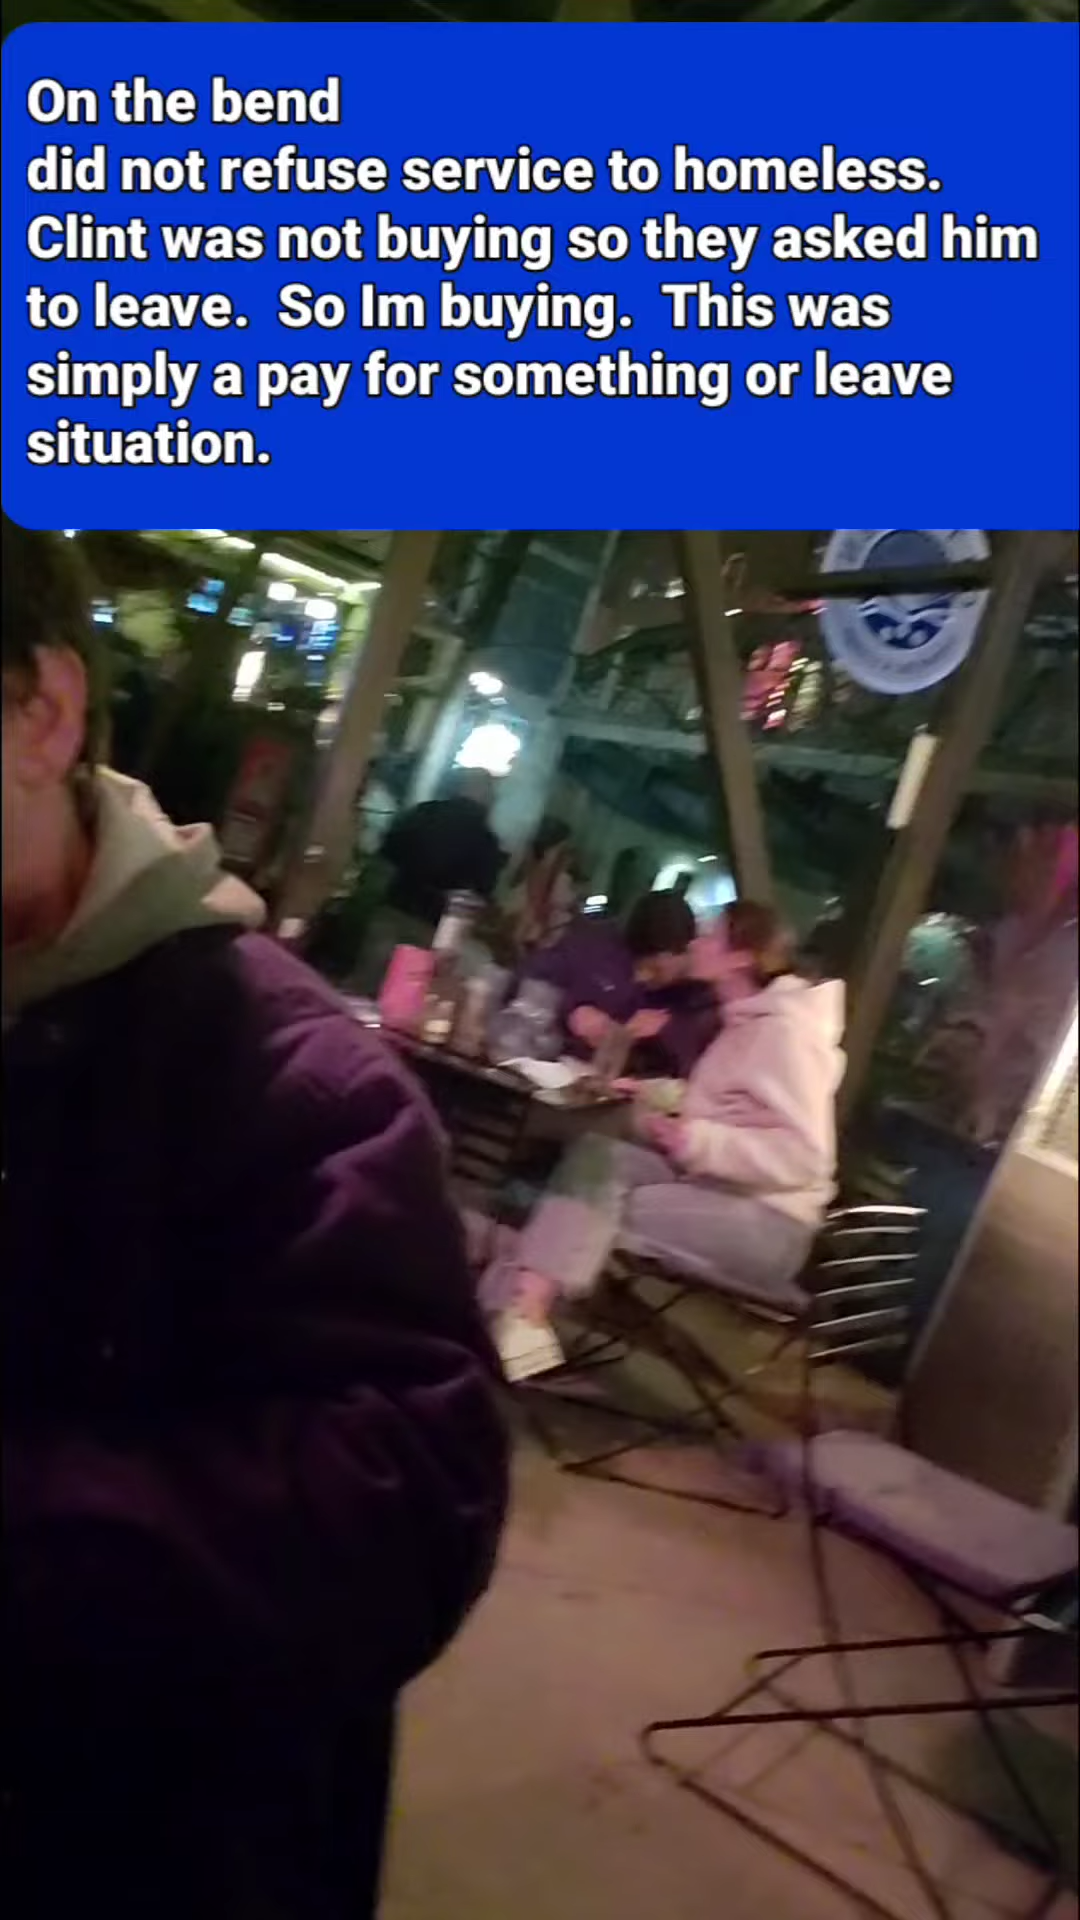 On the bend
did not refuse service to homeless.
Clint was not buying so they asked him
to leave.  So Im buying.  This was
simply a pay for something or leave
situation.